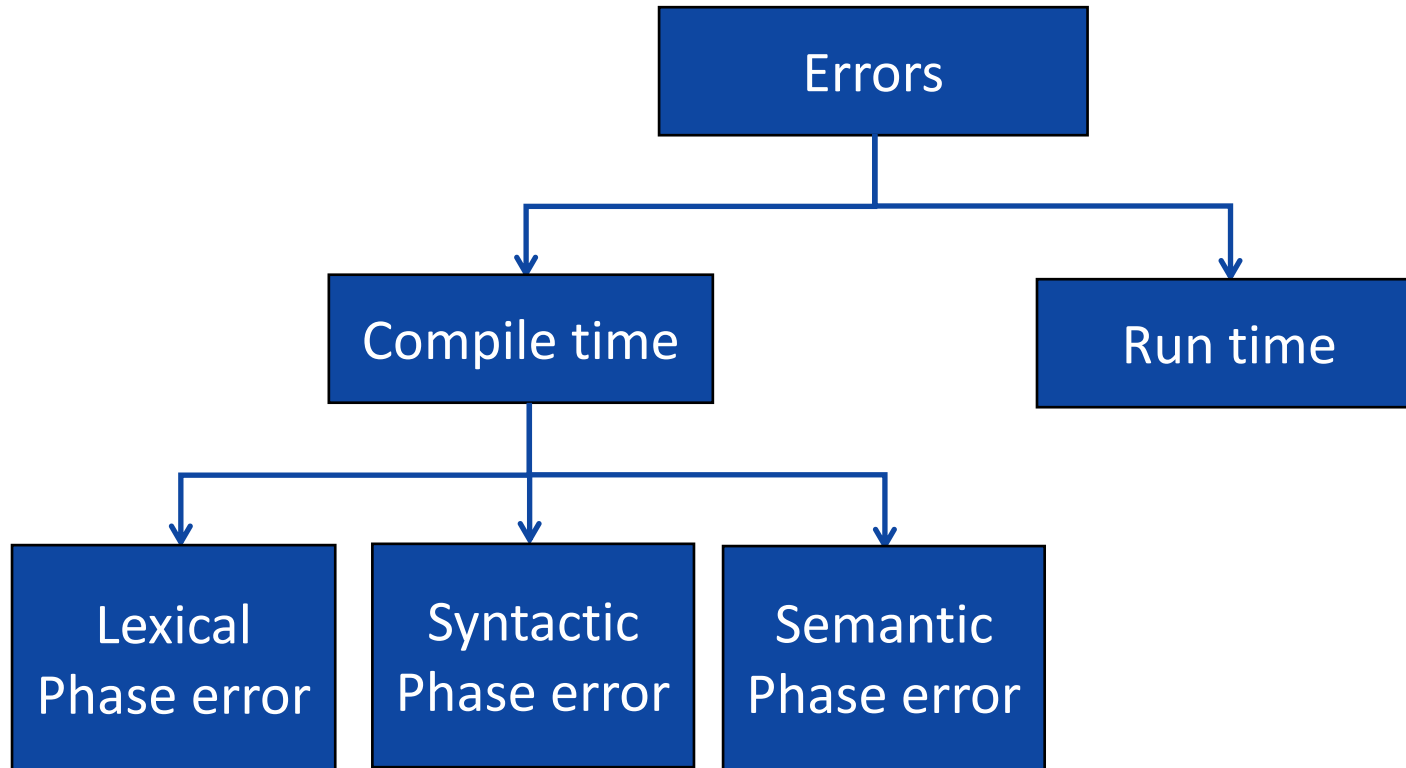 Errors
Compile time
Run time
Lexical
Phase error
Syntactic
Phase error
Semantic
Phase error